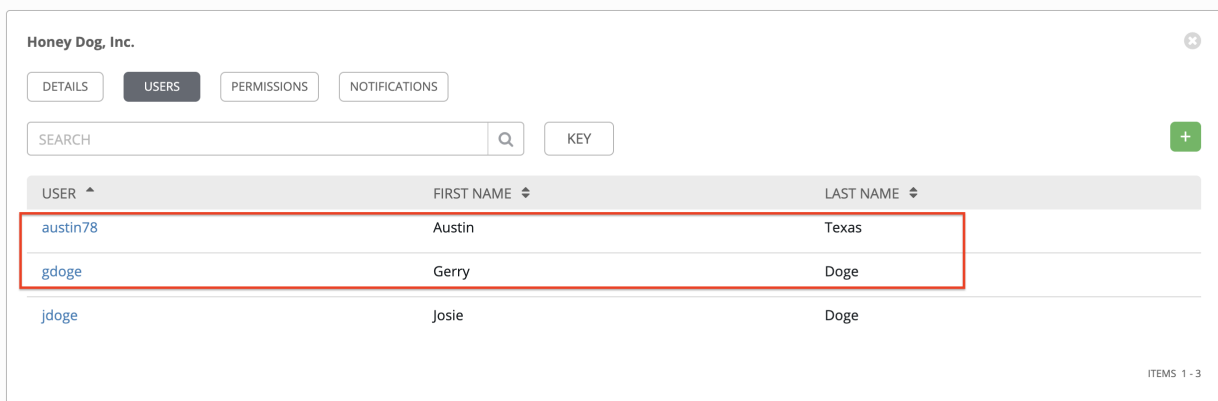 Honey Dog, Inc.
DETAILS USERS PERMISSIONS NOTIFICATIONS
SEARCH KEY +
USER FIRST NAME LAST NAME
austin78 Austin Texas
gdoge Gerry Doge
jdoge Josie Doge
ITEMS 1 - 3